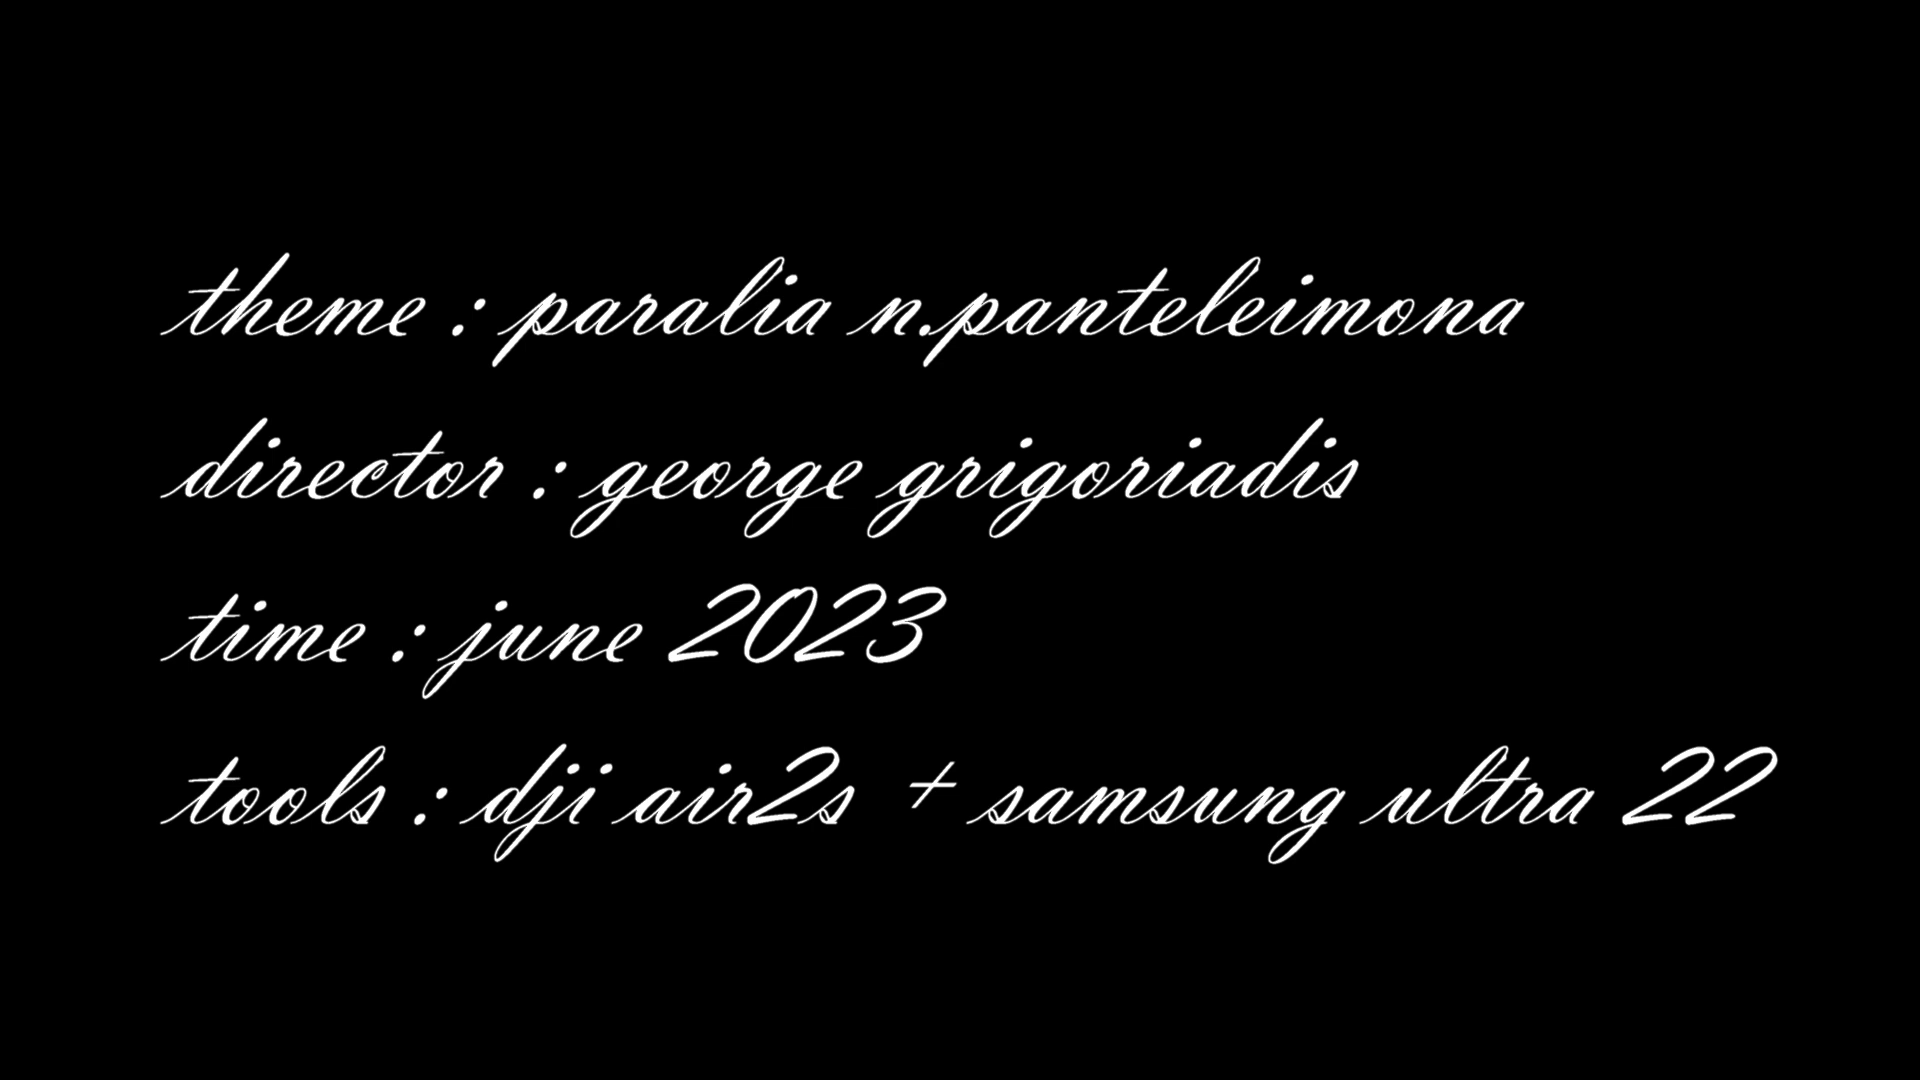 theme : paralia n.panteleimona
director : george grigoriadis
time : june 2023
tools : dji air2s + samsung ultra 22